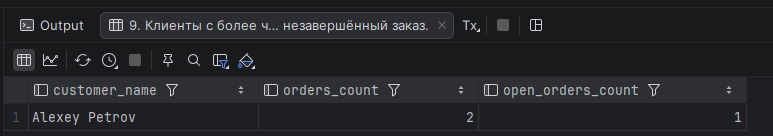 Output 9. Клиенты с более ч... незавершённый заказ. Tx
customer_name orders_count open_orders_count
1 Alexey Petrov 2 1